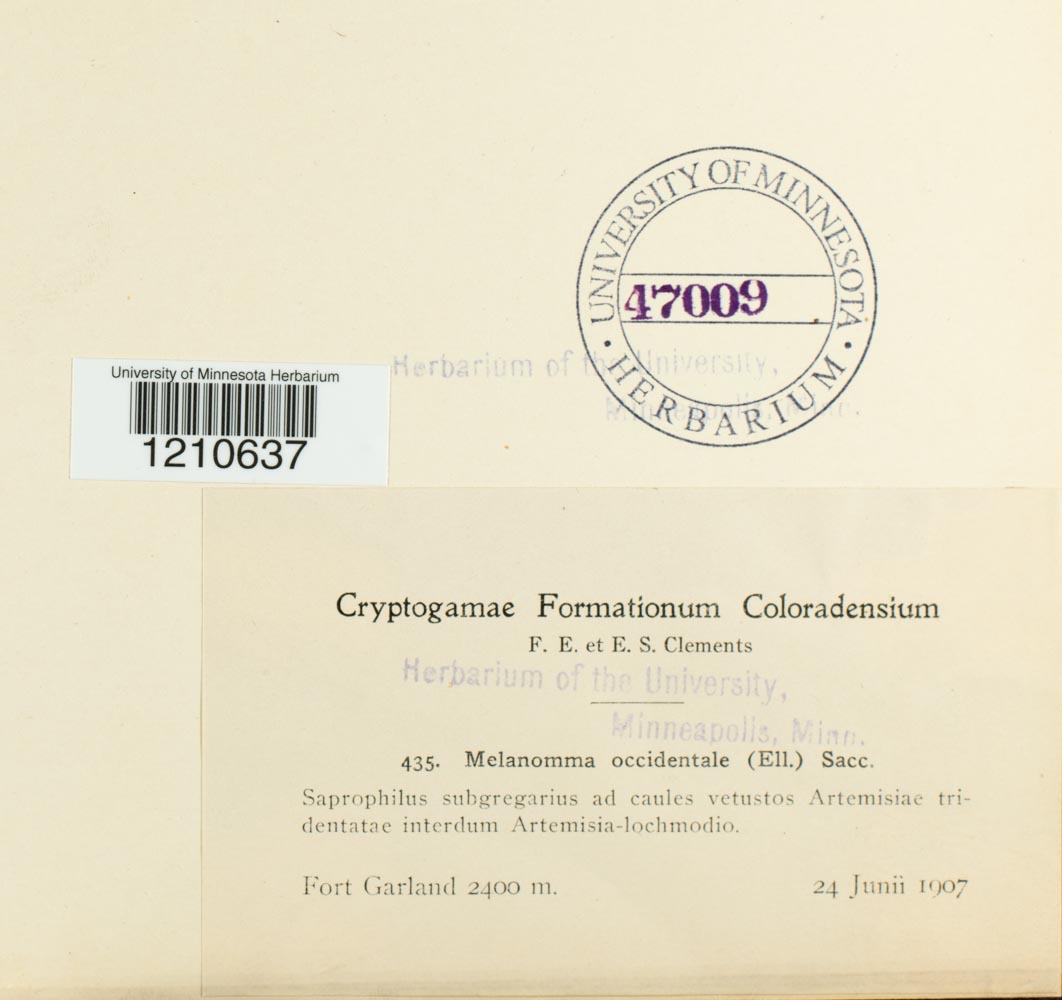 UNIVERSITY OF MINNESOTA
47009
HERBARIUM
Herbarium of the University,
Minneapolis, Minn.
University of Minnesota Herbarium
1210637
Cryptogamae Formationum Coloradensium
F. E. et E. S. Clements
Herbarium of the University,
Minneapolis, Minn.
435. Melanomma occidentale (Ell.) Sacc.
Saprophilus subgregarius ad caules vetustos Artemisiae tri-
dentatae interdum Artemisia-lochmodio.
Fort Garland 2400 m. 24 Junii 1907